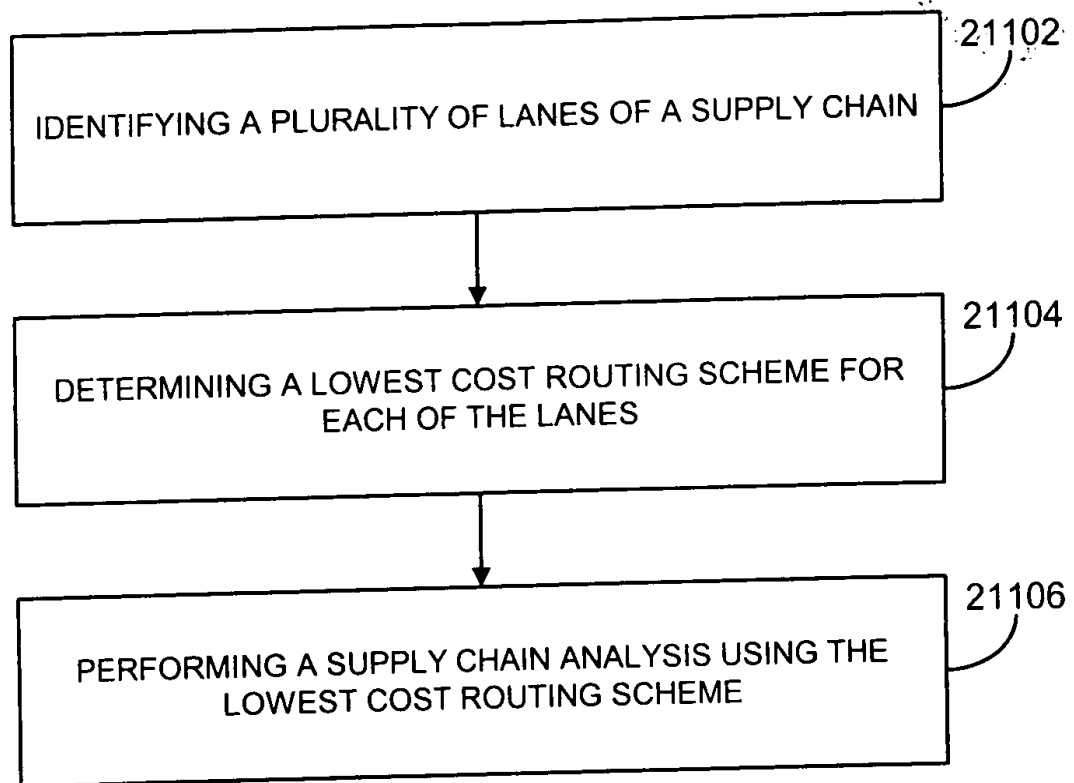 21102
IDENTIFYING A PLURALITY OF LANES OF A SUPPLY CHAIN
21104
DETERMINING A LOWEST COST ROUTING SCHEME FOR
EACH OF THE LANES
21106
PERFORMING A SUPPLY CHAIN ANALYSIS USING THE
LOWEST COST ROUTING SCHEME